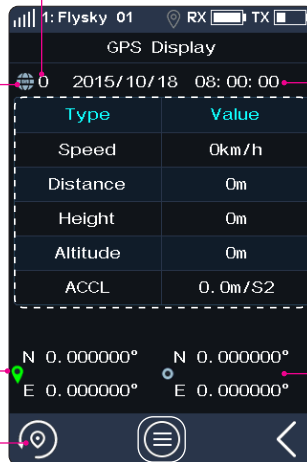 1: Flysky 01 RX TX
GPS Display
0 2015/10/18 08:00:00
Type Value
Speed 0km/h
Distance 0m
Height 0m
Altitude 0m
ACCL 0.0m/S2
N 0.000000° N 0.000000°
E 0.000000° E 0.000000°